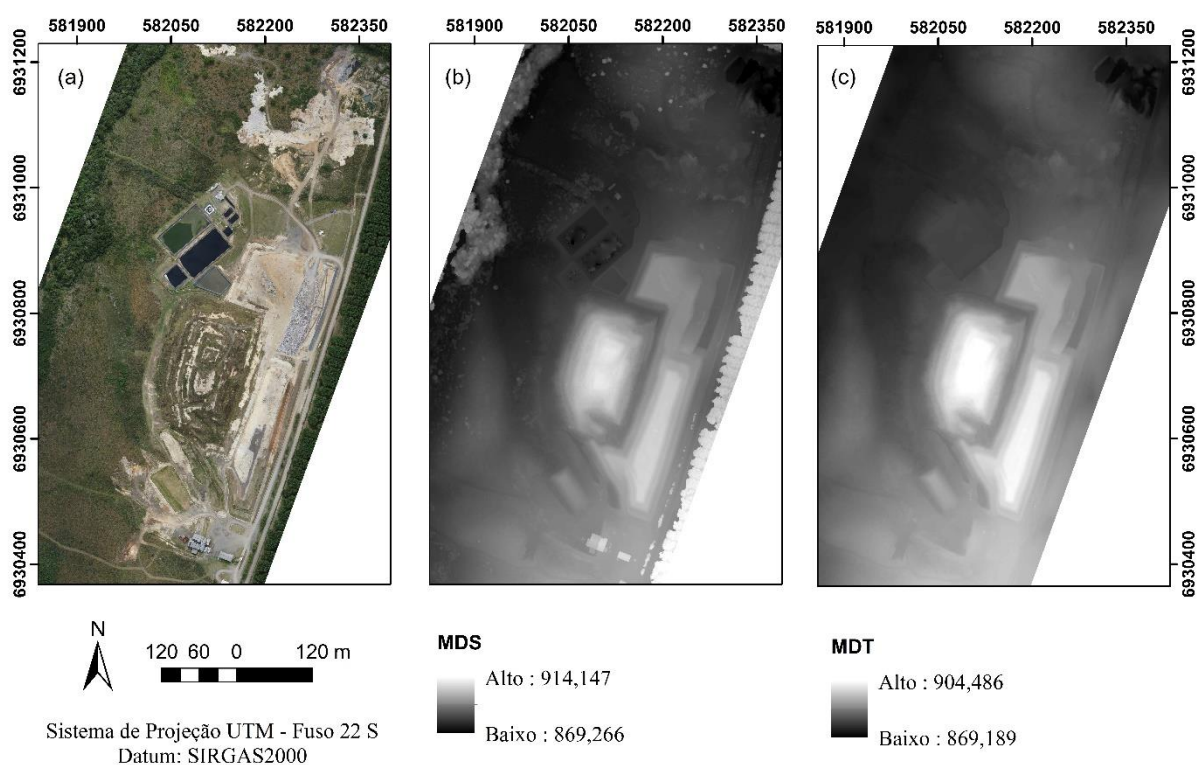 581900 582050 582200 582350
581900 582050 582200 582350
581900 582050 582200 582350
6931200
6931000
6930800
6930600
6930400
(a)
(b)
(c)
6931200
6931000
6930800
6930600
6930400
N
120 60 0 120 m
Sistema de Projeção UTM - Fuso 22 S
Datum: SIRGAS2000
MDS
Alto : 914,147
Baixo : 869,266
MDT
Alto : 904,486
Baixo : 869,189